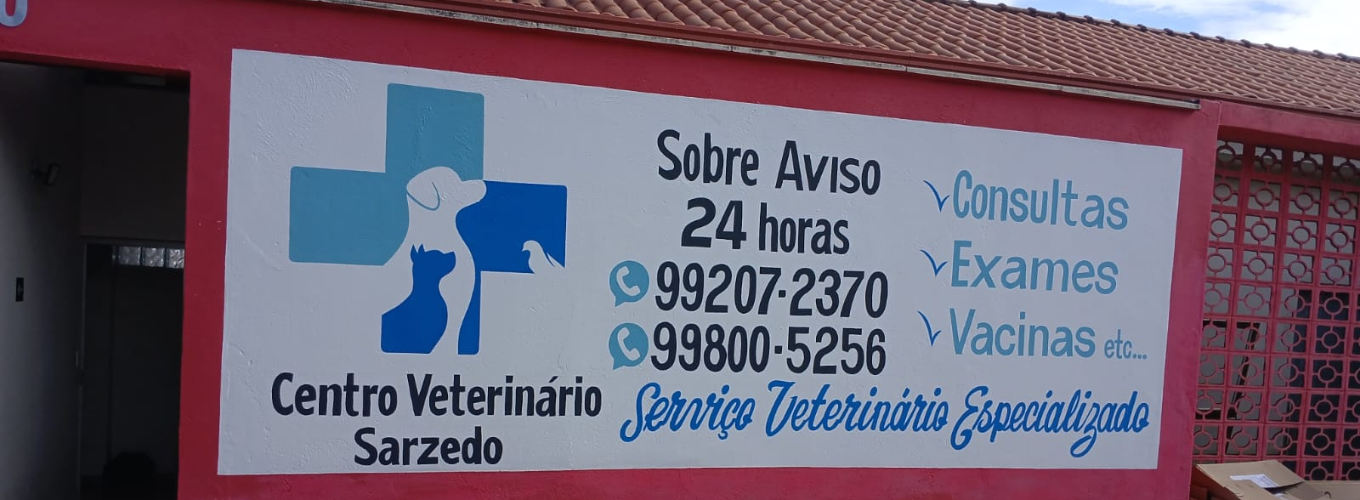 Centro Veterinário
Sarzedo
Sobre Aviso
24 horas
99207-2370
99800-5256
Consultas
Exames
Vacinas etc...
Serviço Veterinário Especializado